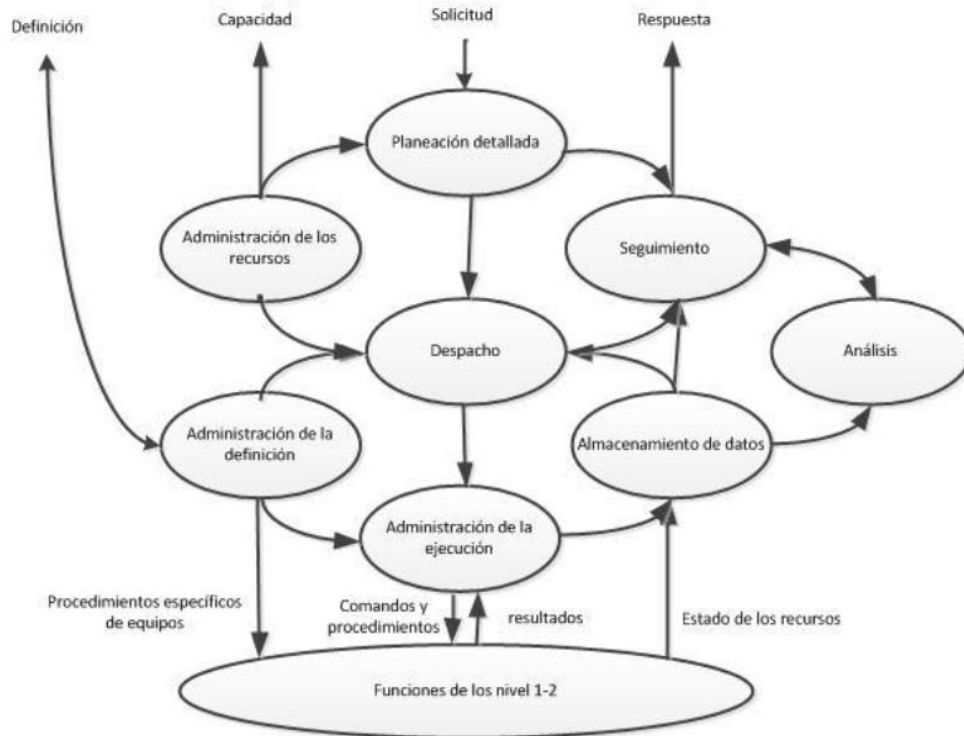 Definición
Capacidad
Solicitud
Respuesta
Planeación detallada
Administración de los
recursos
Seguimiento
Despacho
Análisis
Administración de la
definición
Almacenamiento de datos
Administración de la
ejecución
Procedimientos específicos
de equipos
Comandos y
procedimientos
resultados
Estado de los recursos
Funciones de los nivel 1-2